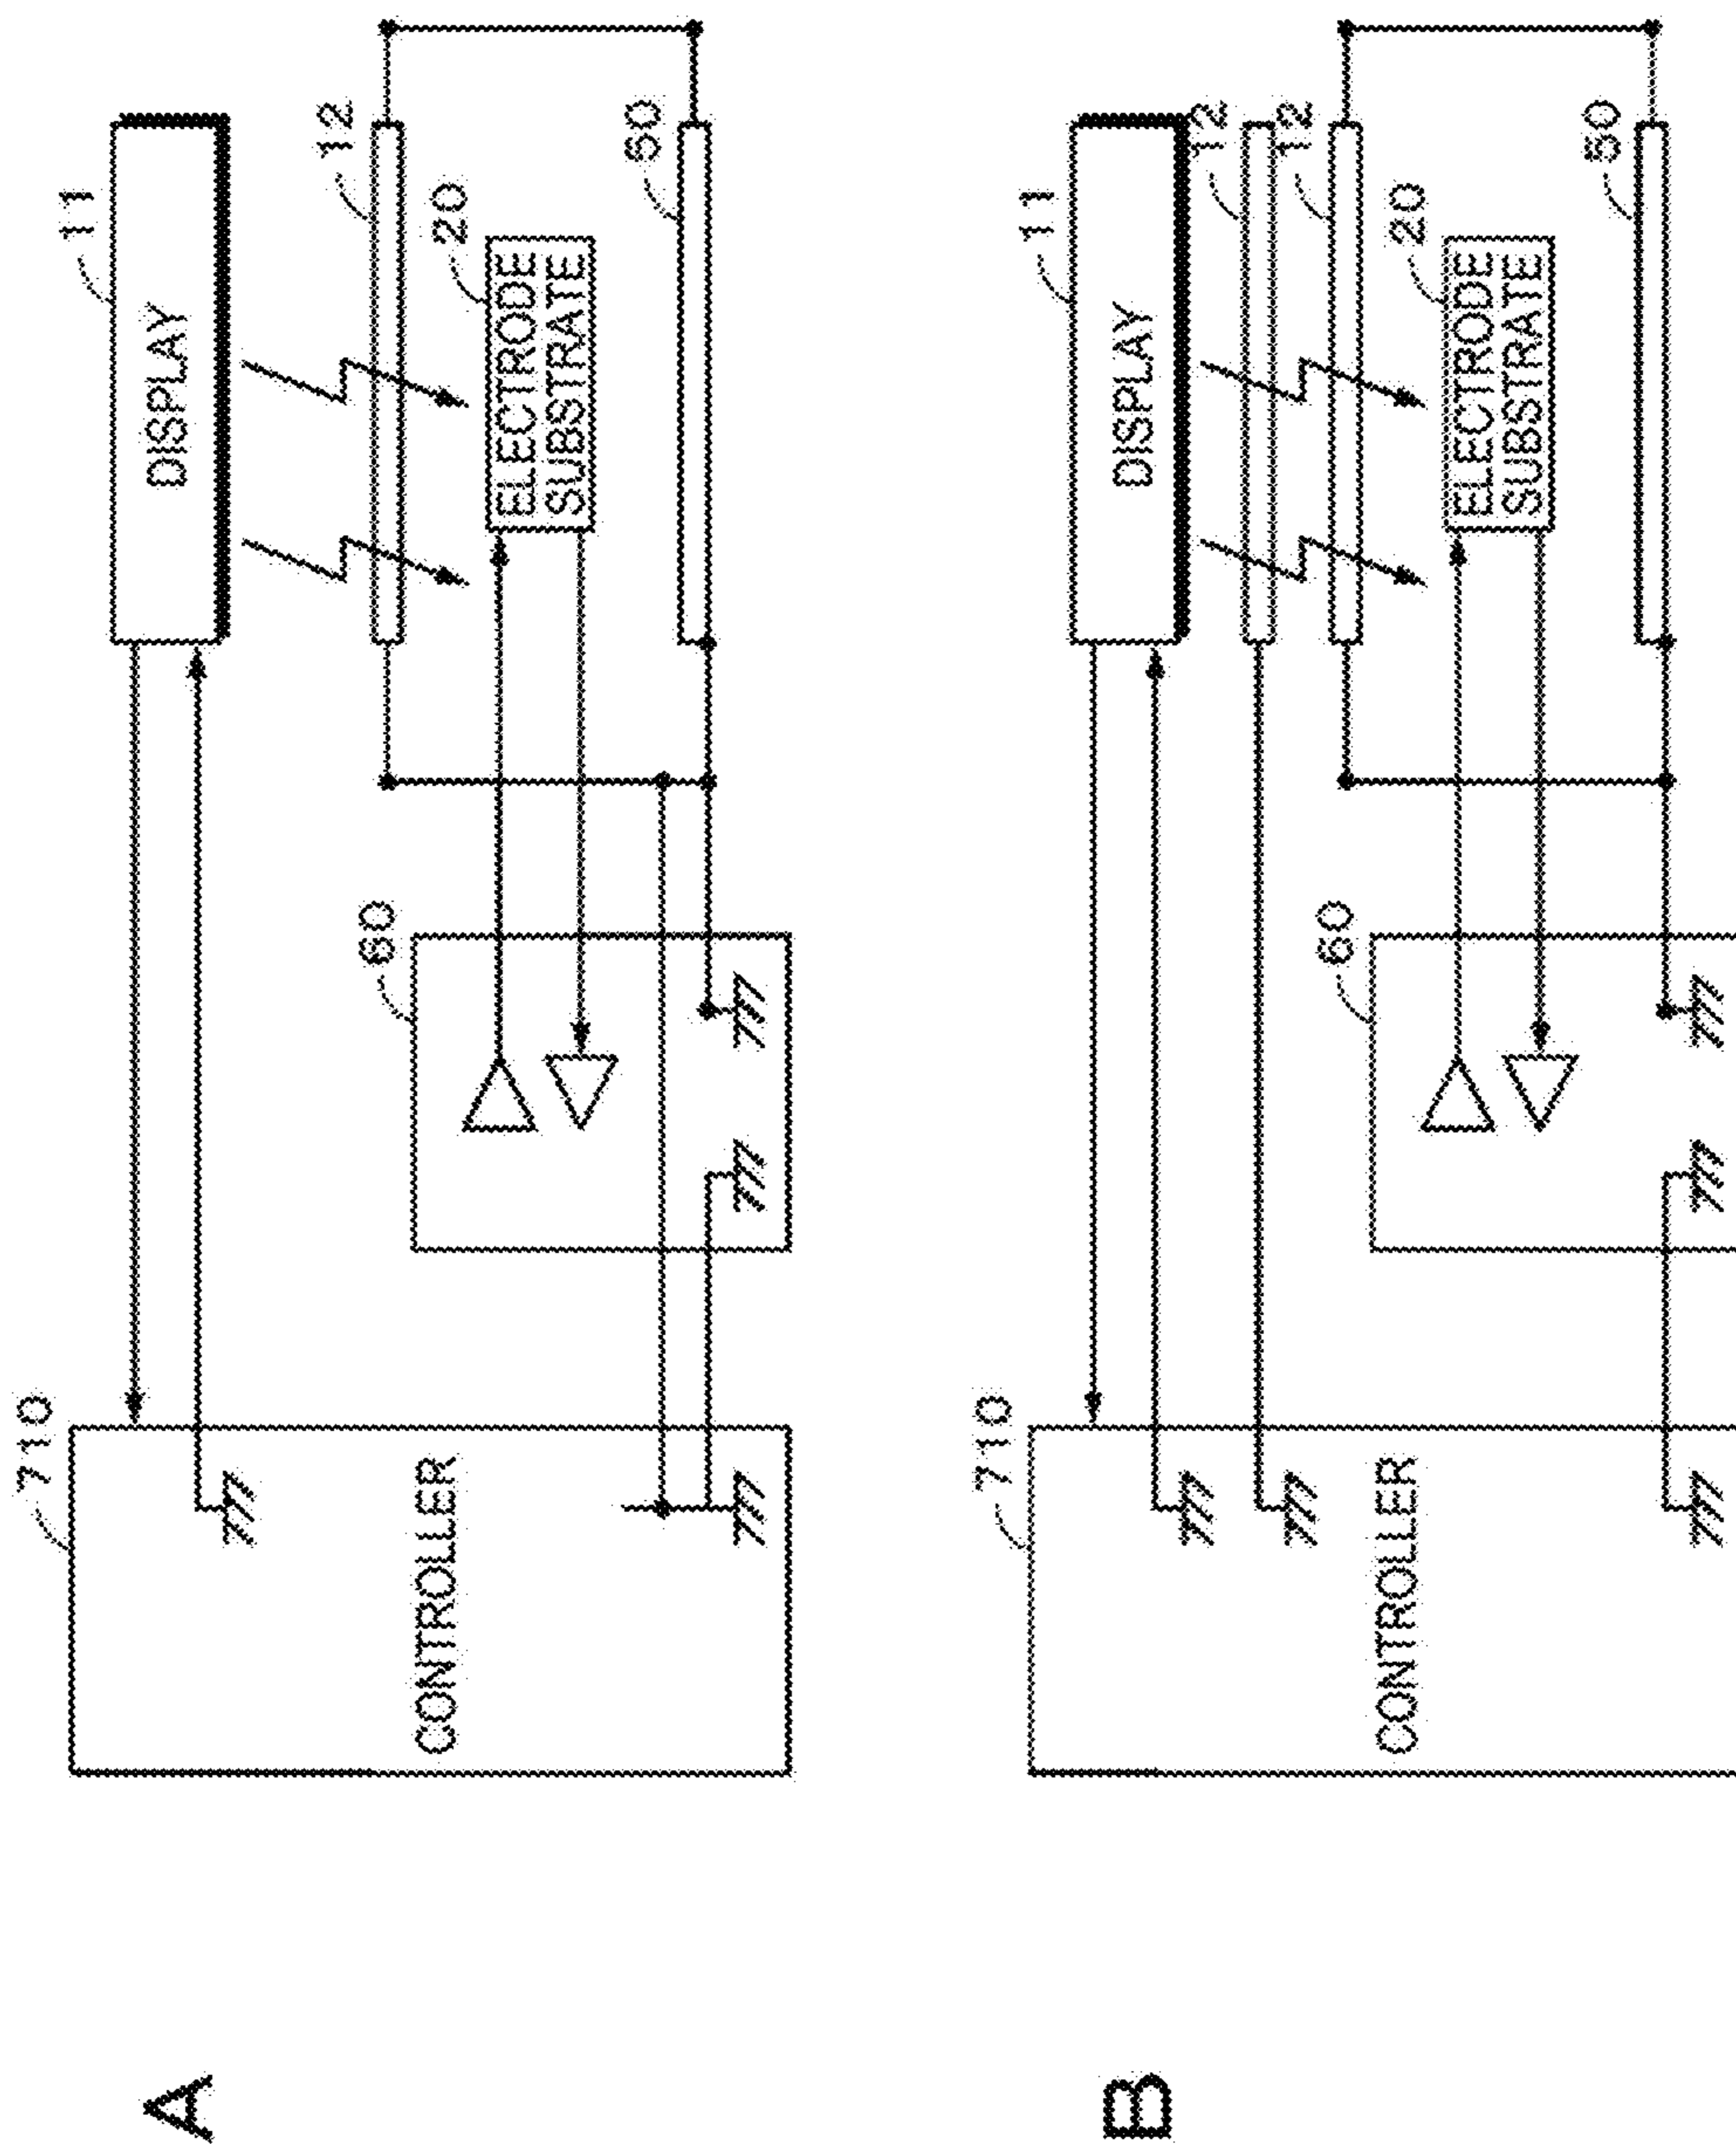 A
710
CONTROLLER
60
11
DISPLAY
12
20
ELECTRODE
SUBSTRATE
50
B
710
CONTROLLER
60
11
DISPLAY
12
12
20
ELECTRODE
SUBSTRATE
50